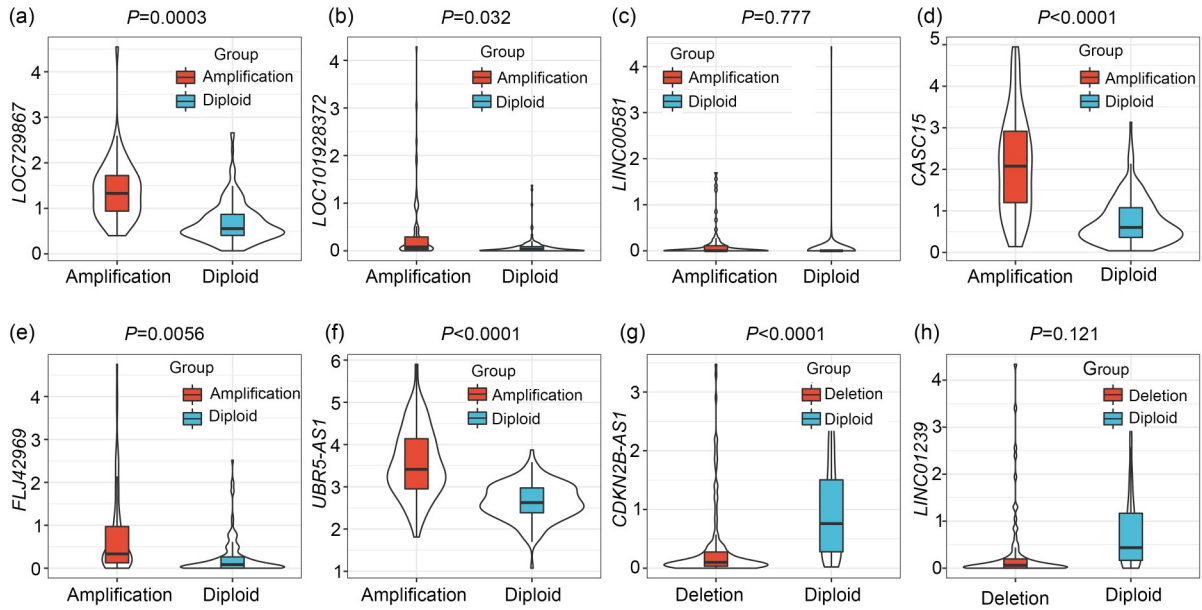 (a) P=0.0003
LOC729867
4
3
2
1
0
Group
Amplification
Diploid
Amplification Diploid
(b) P=0.032
LOC101928372
4
3
2
1
0
Group
Amplification
Diploid
Amplification Diploid
(c) P=0.777
LINC00581
4
3
2
1
0
Group
Amplification
Diploid
Amplification Diploid
(d) P<0.0001
CASC15
5
4
3
2
1
0
Group
Amplification
Diploid
Amplification Diploid
(e) P=0.0056
FLJ42969
4
3
2
1
0
Group
Amplification
Diploid
Amplification Diploid
(f) P<0.0001
UBR5-AS1
6
5
4
3
2
1
Group
Amplification
Diploid
Amplification Diploid
(g) P<0.0001
CDKN2B-AS1
3
2
1
0
Group
Deletion
Diploid
Deletion Diploid
(h) P=0.121
LINC01239
4
3
2
1
0
Group
Deletion
Diploid
Deletion Diploid